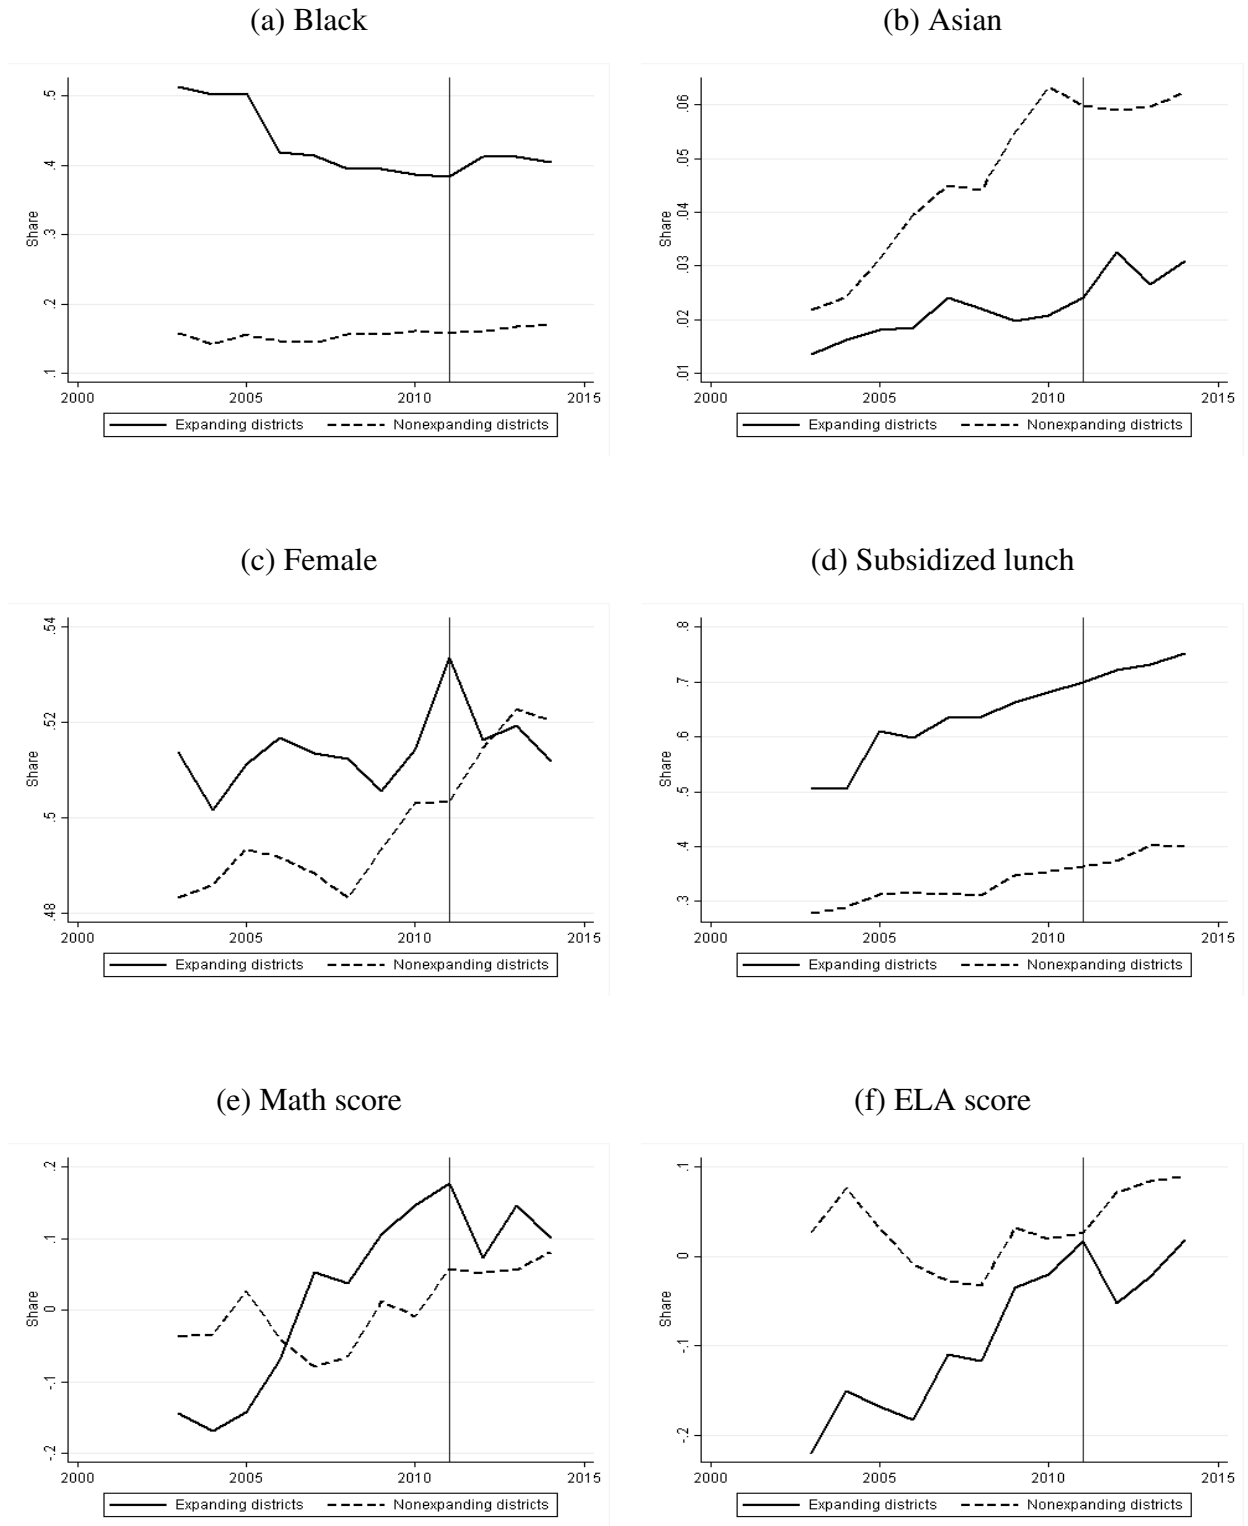 (a) Black
Share
.5
.4
.3
.2
.1
2000 2005 2010 2015
Expanding districts Nonexpanding districts
(b) Asian
Share
.06
.05
.04
.03
.02
.01
2000 2005 2010 2015
Expanding districts Nonexpanding districts
(c) Female
Share
.54
.52
.5
.48
2000 2005 2010 2015
Expanding districts Nonexpanding districts
(d) Subsidized lunch
Share
.8
.7
.6
.5
.4
.3
2000 2005 2010 2015
Expanding districts Nonexpanding districts
(e) Math score
Share
.2
.1
0
-.1
-.2
2000 2005 2010 2015
Expanding districts Nonexpanding districts
(f) ELA score
Share
.1
0
-.1
-.2
2000 2005 2010 2015
Expanding districts Nonexpanding districts